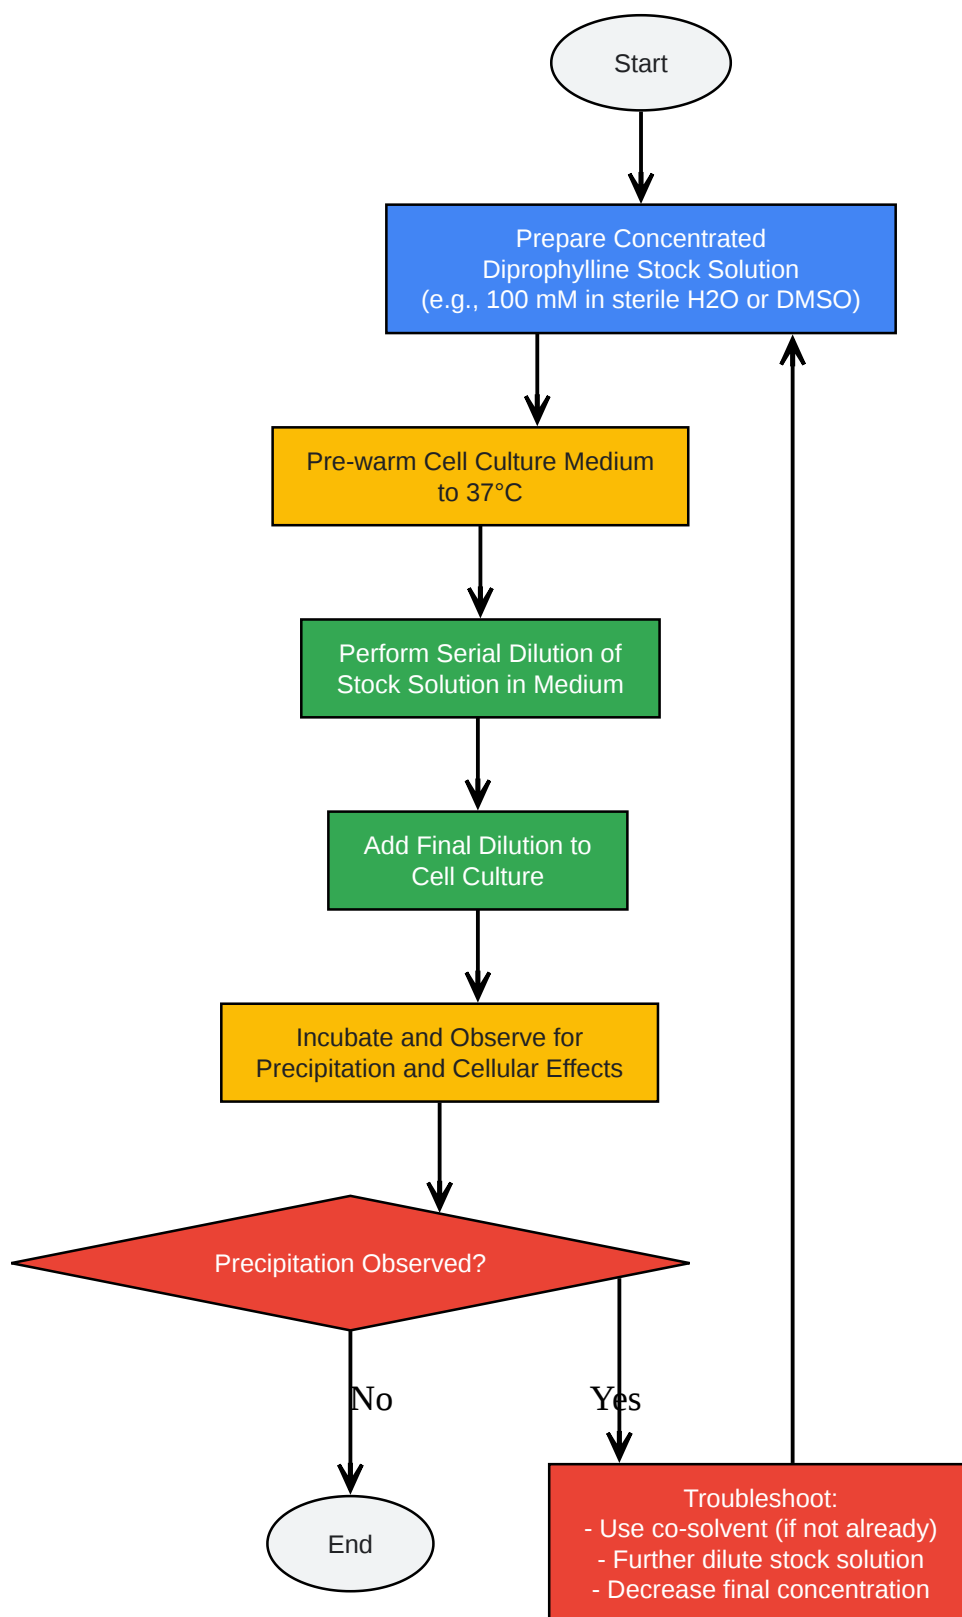 Start
Prepare Concentrated
Diprophylline Stock Solution
(e.g., 100 mM in sterile H2O or DMSO)
Pre-warm Cell Culture Medium
to 37°C
Perform Serial Dilution of
Stock Solution in Medium
Add Final Dilution to
Cell Culture
Incubate and Observe for
Precipitation and Cellular Effects
Precipitation Observed?
No
Yes
End
Troubleshoot:
- Use co-solvent (if not already)
- Further dilute stock solution
- Decrease final concentration